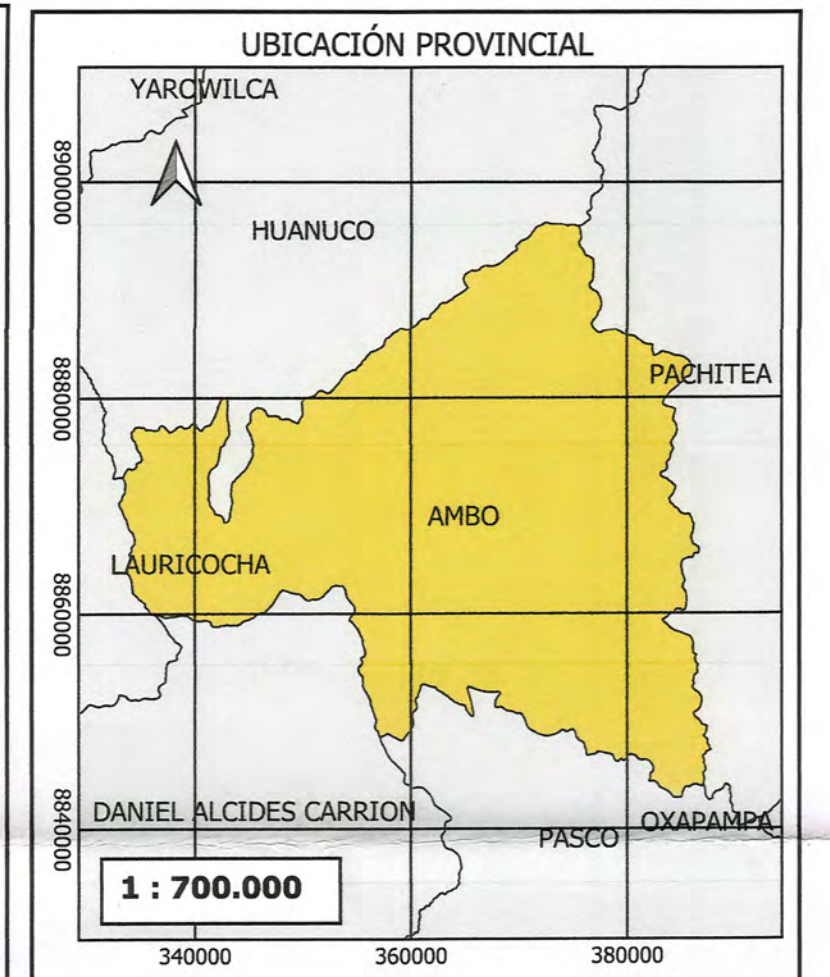 UBICACIÓN PROVINCIAL
YAROWILCA
8900000
HUANUCO
PACHITEA
8880000
AMBO
LAURICOCHA
8860000
DANIEL ALCIDES CARRION
OXAPAMPA
PASCO
8840000
1 : 700.000
340000 360000 380000